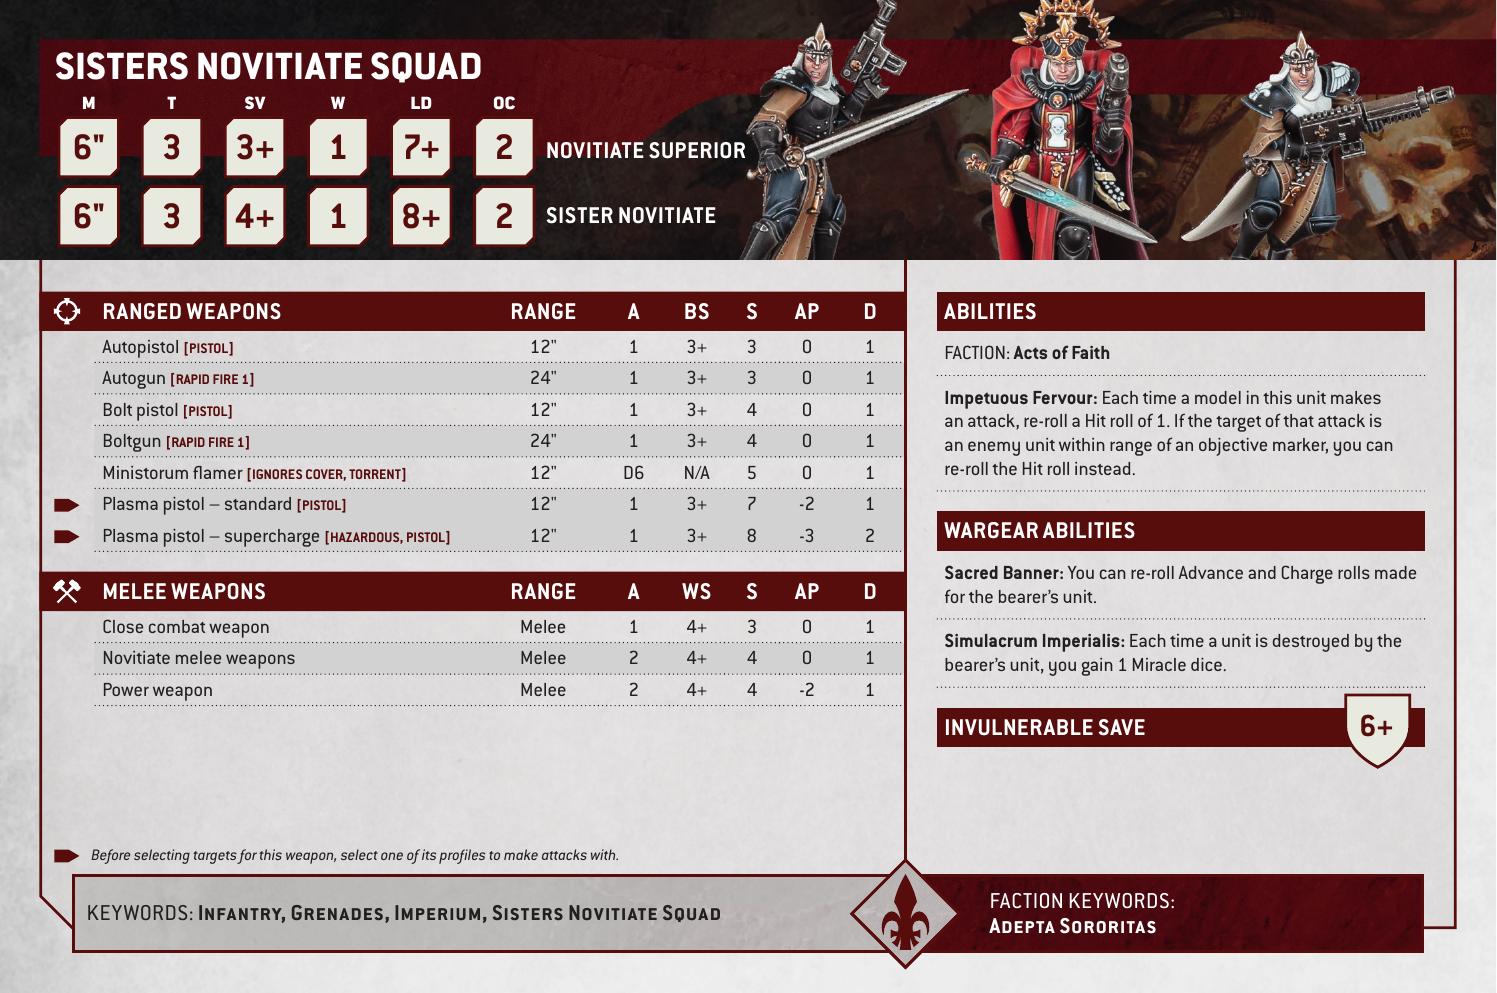 SISTERS NOVITIATE SQUAD
M T SV W LD OC
6" 3 3+ 1 7+ 2 NOVITIATE SUPERIOR
6" 3 4+ 1 8+ 2 SISTER NOVITIATE
RANGED WEAPONS RANGE A BS S AP D
Autopistol [PISTOL] 12" 1 3+ 3 0 1
Autogun [RAPID FIRE 1] 24" 1 3+ 3 0 1
Bolt pistol [PISTOL] 12" 1 3+ 4 0 1
Boltgun [RAPID FIRE 1] 24" 1 3+ 4 0 1
Ministorum flamer [IGNORES COVER, TORRENT] 12" D6 N/A 5 0 1
Plasma pistol – standard [PISTOL] 12" 1 3+ 7 -2 1
Plasma pistol – supercharge [HAZARDOUS, PISTOL] 12" 1 3+ 8 -3 2
MELEE WEAPONS RANGE A WS S AP D
Close combat weapon Melee 1 4+ 3 0 1
Novitiate melee weapons Melee 2 4+ 4 0 1
Power weapon Melee 2 4+ 4 -2 1
Before selecting targets for this weapon, select one of its profiles to make attacks with.
ABILITIES
FACTION: Acts of Faith
Impetuous Fervour: Each time a model in this unit makes
an attack, re-roll a Hit roll of 1. If the target of that attack is
an enemy unit within range of an objective marker, you can
re-roll the Hit roll instead.
WARGEAR ABILITIES
Sacred Banner: You can re-roll Advance and Charge rolls made
for the bearer's unit.
Simulacrum Imperialis: Each time a unit is destroyed by the
bearer's unit, you gain 1 Miracle dice.
INVULNERABLE SAVE 6+
KEYWORDS: INFANTRY, GRENADES, IMPERIUM, SISTERS NOVITIATE SQUAD
FACTION KEYWORDS:
ADEPTA SORORITAS